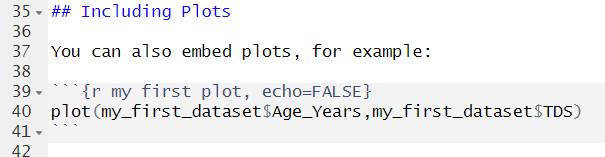 35 ## Including Plots
36
37 You can also embed plots, for example:
38
39 ```{r my first plot, echo=FALSE}
40 plot(my_first_dataset$Age_Years,my_first_dataset$TDS)
41 ```
42